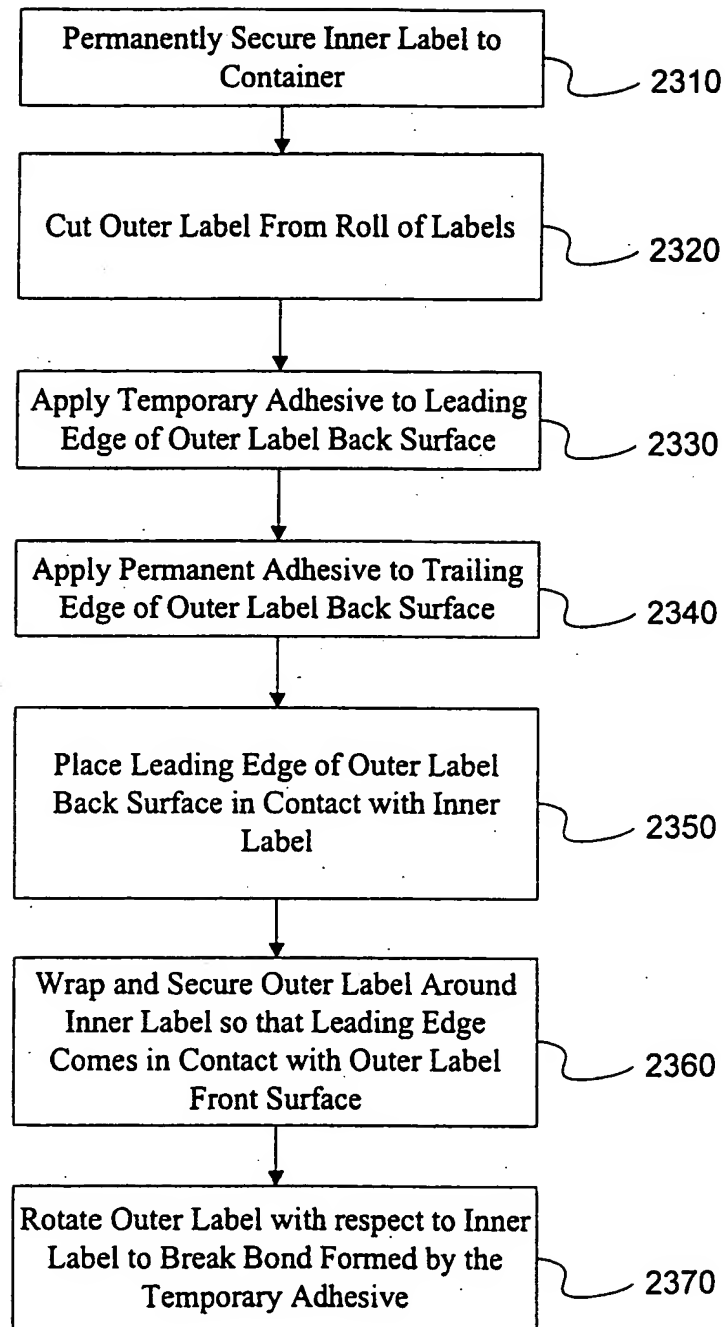 Permanently Secure Inner Label to
Container
2310
Cut Outer Label From Roll of Labels
2320
Apply Temporary Adhesive to Leading
Edge of Outer Label Back Surface
2330
Apply Permanent Adhesive to Trailing
Edge of Outer Label Back Surface
2340
Place Leading Edge of Outer Label
Back Surface in Contact with Inner
Label
2350
Wrap and Secure Outer Label Around
Inner Label so that Leading Edge
Comes in Contact with Outer Label
Front Surface
2360
Rotate Outer Label with respect to Inner
Label to Break Bond Formed by the
Temporary Adhesive
2370